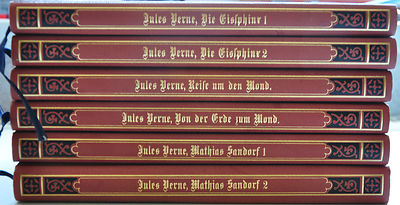 Jules Verne, Die Eissphinx 1
Jules Verne, Die Eissphinx 2
Jules Verne, Reise um den Mond.
Jules Verne, Von der Erde zum Mond.
Jules Verne, Mathias Sandorf 1
Jules Verne, Mathias Sandorf 2